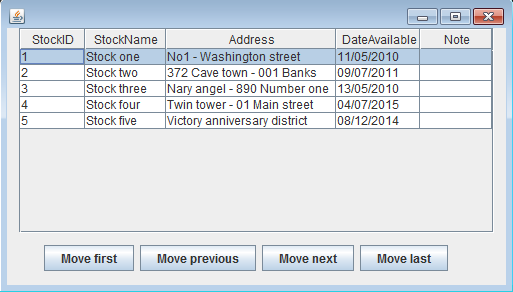 StockID StockName Address DateAvailable Note
1 Stock one No1 - Washington street 11/05/2010
2 Stock two 372 Cave town - 001 Banks 09/07/2011
3 Stock three Nary angel - 890 Number one 13/05/2010
4 Stock four Twin tower - 01 Main street 04/07/2015
5 Stock five Victory anniversary district 08/12/2014
Move first Move previous Move next Move last